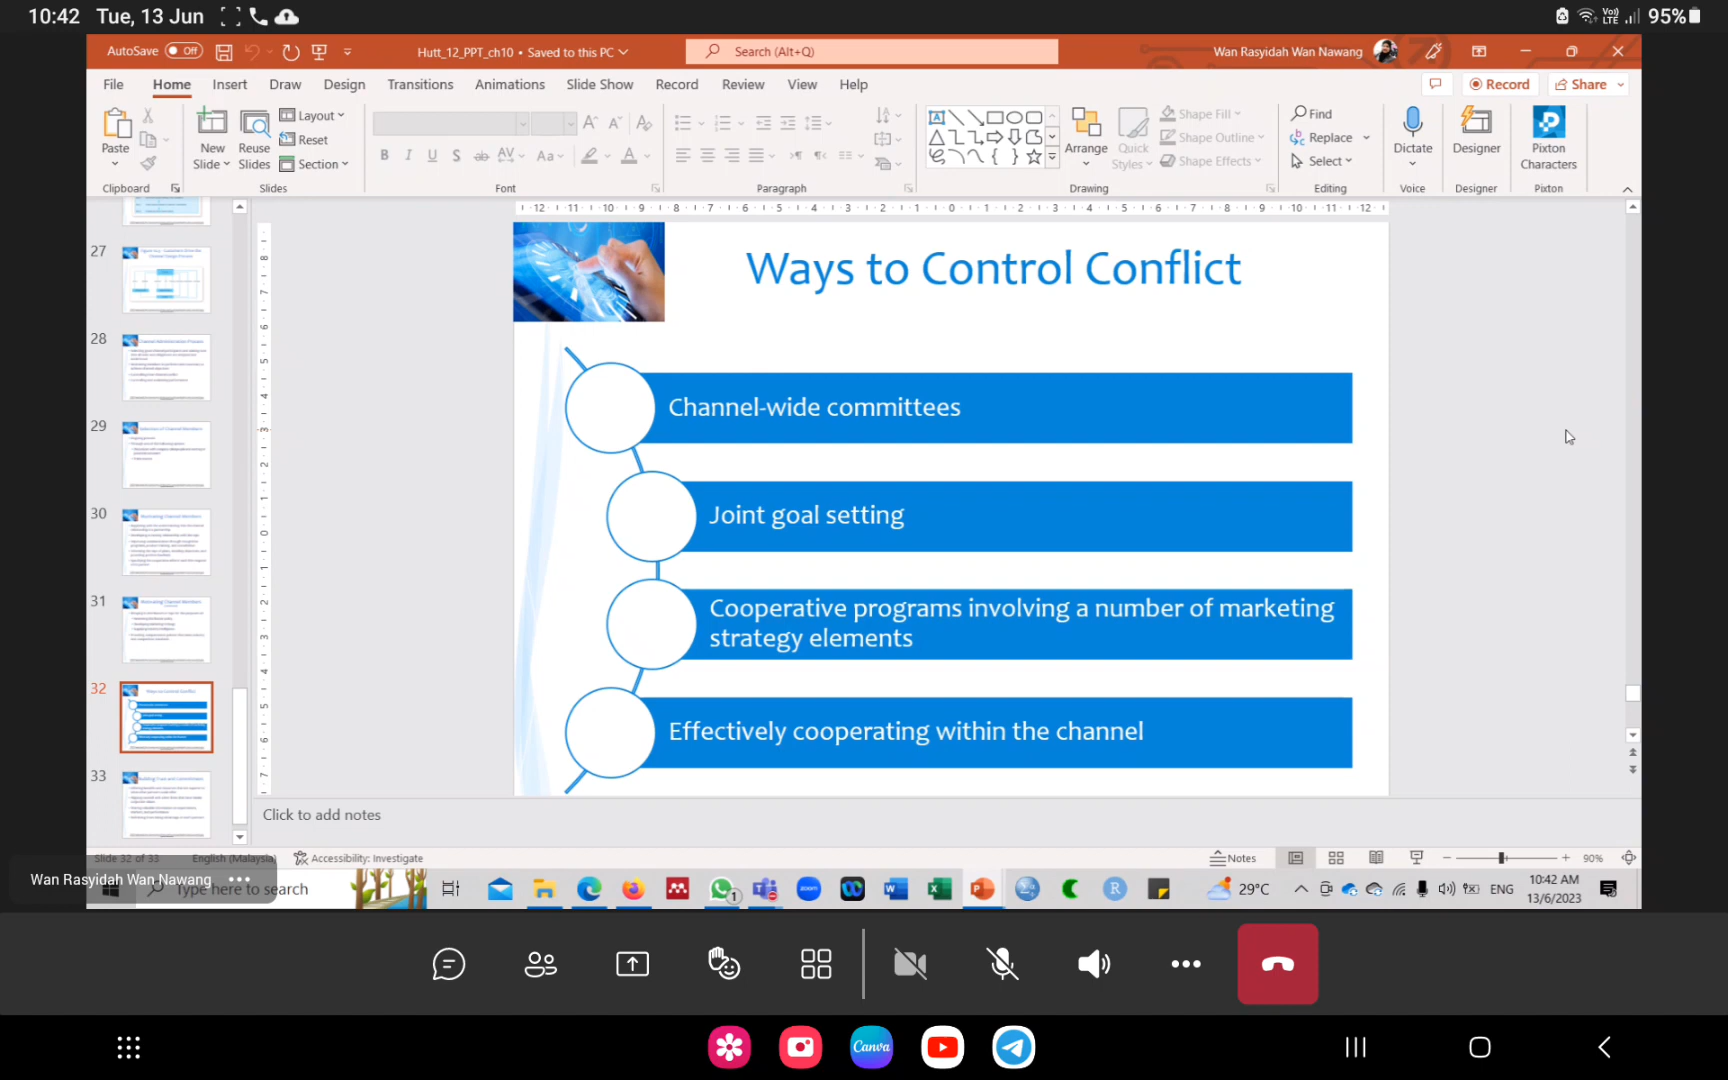 10:42 Tue, 13 Jun
Vo)) LTE 95%
AutoSave Off
Hutt_12_PPT_ch10 • Saved to this PC
Search (Alt+Q)
Wan Rasyidah Wan Nawang
File Home Insert Draw Design Transitions Animations Slide Show Record Review View Help
Record Share
Paste
New Slide
Reuse Slides
Layout
Reset
Section
Arrange
Quick Styles
Shape Fill
Shape Outline
Shape Effects
Find
Replace
Select
Dictate
Designer
Pixton Characters
Clipboard Slides Font Paragraph Drawing Editing Voice Designer Pixton
27
28
29
30
31
32
33
Ways to Control Conflict
Channel-wide committees
Joint goal setting
Cooperative programs involving a number of marketing
strategy elements
Effectively cooperating within the channel
Click to add notes
Slide 32 of 33 English (Malaysia) Accessibility: Investigate
Notes 90%
Wan Rasyidah Wan Nawang
Type here to search
1
zoom
29°C
ENG
10:42 AM
13/6/2023
Canva